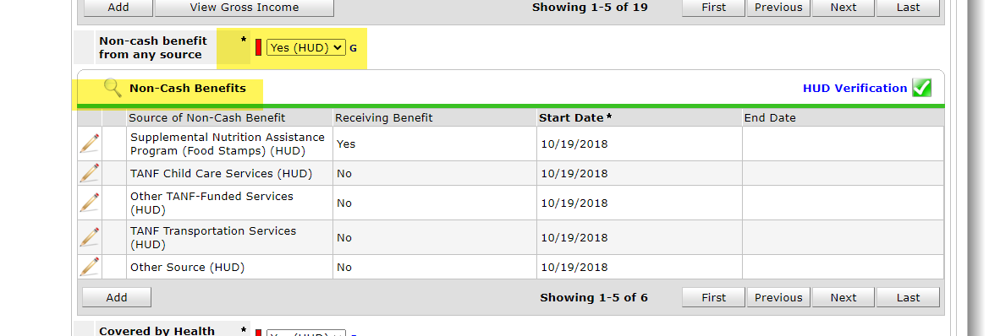 Add View Gross Income Showing 1-5 of 19 First Previous Next Last
Non-cash benefit * Yes (HUD) G
from any source
Non-Cash Benefits HUD Verification
Source of Non-Cash Benefit Receiving Benefit Start Date * End Date
Supplemental Nutrition Assistance
Program (Food Stamps) (HUD) Yes 10/19/2018
TANF Child Care Services (HUD) No 10/19/2018
Other TANF-Funded Services
(HUD) No 10/19/2018
TANF Transportation Services
(HUD) No 10/19/2018
Other Source (HUD) No 10/19/2018
Add Showing 1-5 of 6 First Previous Next Last
Covered by Health * Yes (HUD)